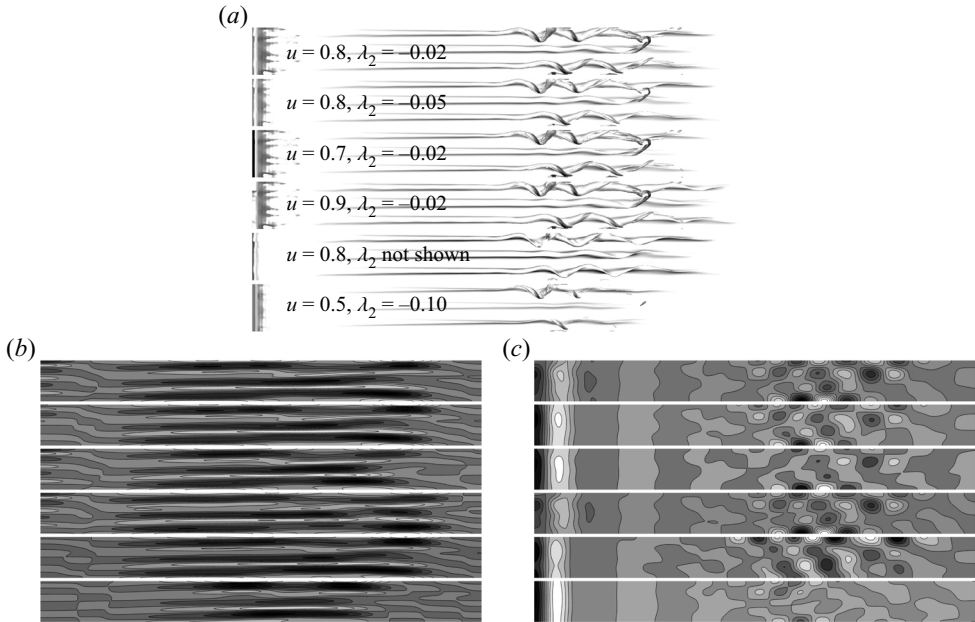 (a)
u = 0.8, λ2 = –0.02
u = 0.8, λ2 = –0.05
u = 0.7, λ2 = –0.02
u = 0.9, λ2 = –0.02
u = 0.8, λ2 not shown
u = 0.5, λ2 = –0.10
(b)
(c)